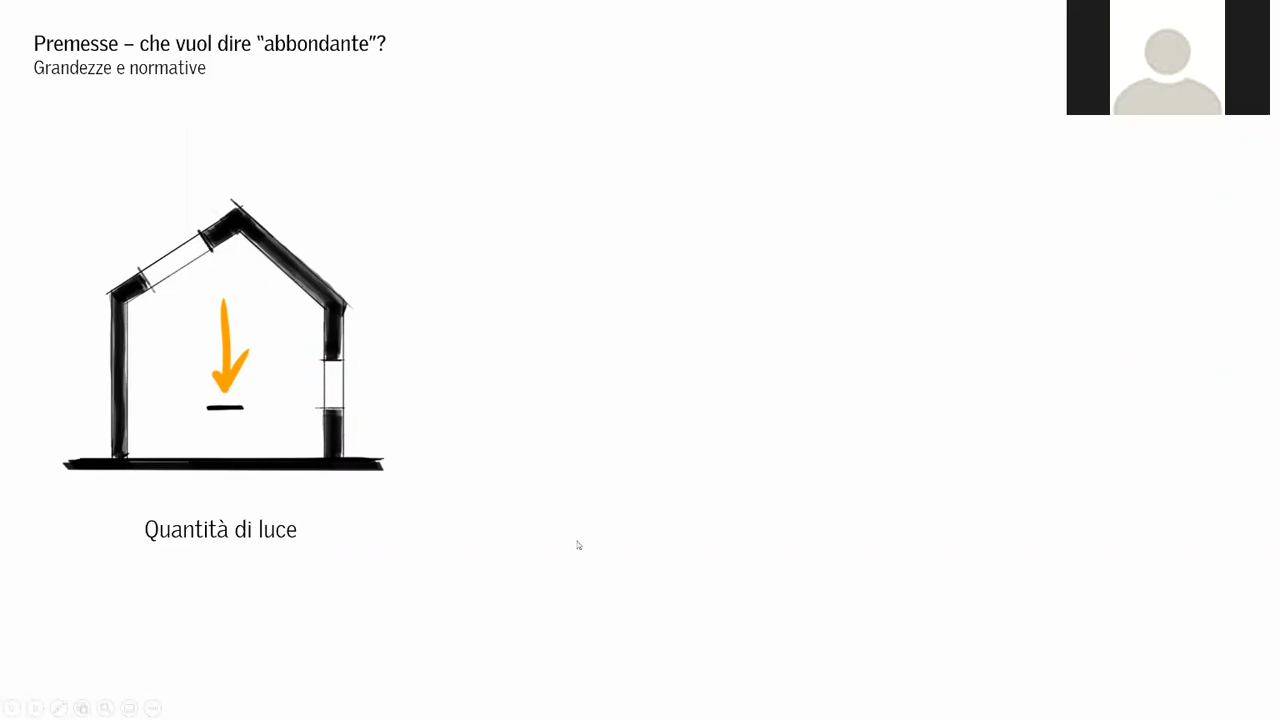 Premesse – che vuol dire “abbondante”?
Grandezze e normative
Quantità di luce